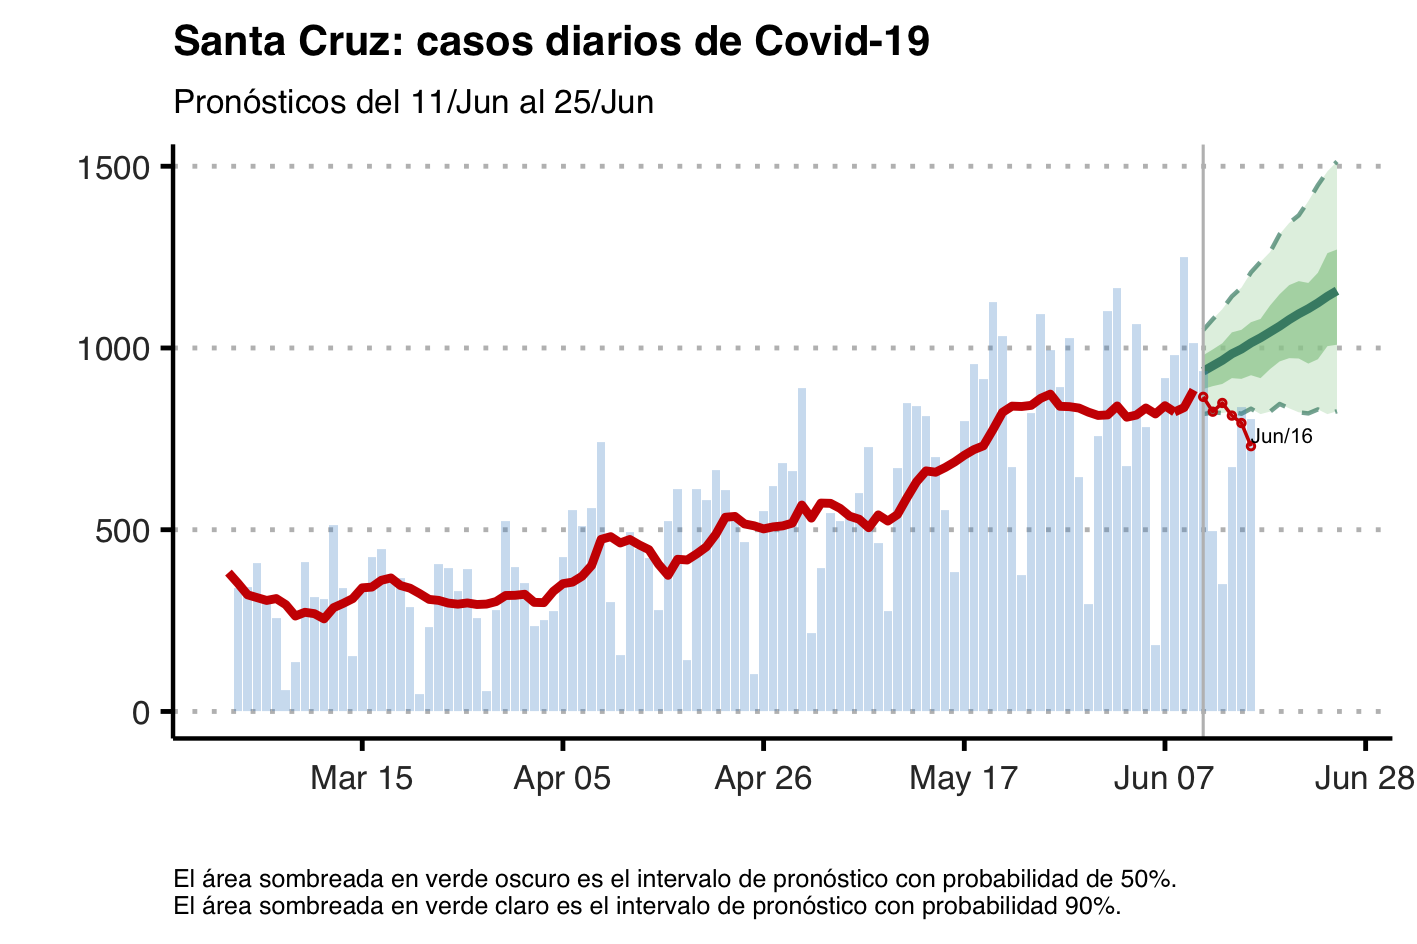 Santa Cruz: casos diarios de Covid-19
Pronósticos del 11/Jun al 25/Jun
1500
1000
500
0
Jun/16
Mar 15
Apr 05
Apr 26
May 17
Jun 07
Jun 28
El área sombreada en verde oscuro es el intervalo de pronóstico con probabilidad de 50%.
El área sombreada en verde claro es el intervalo de pronóstico con probabilidad 90%.